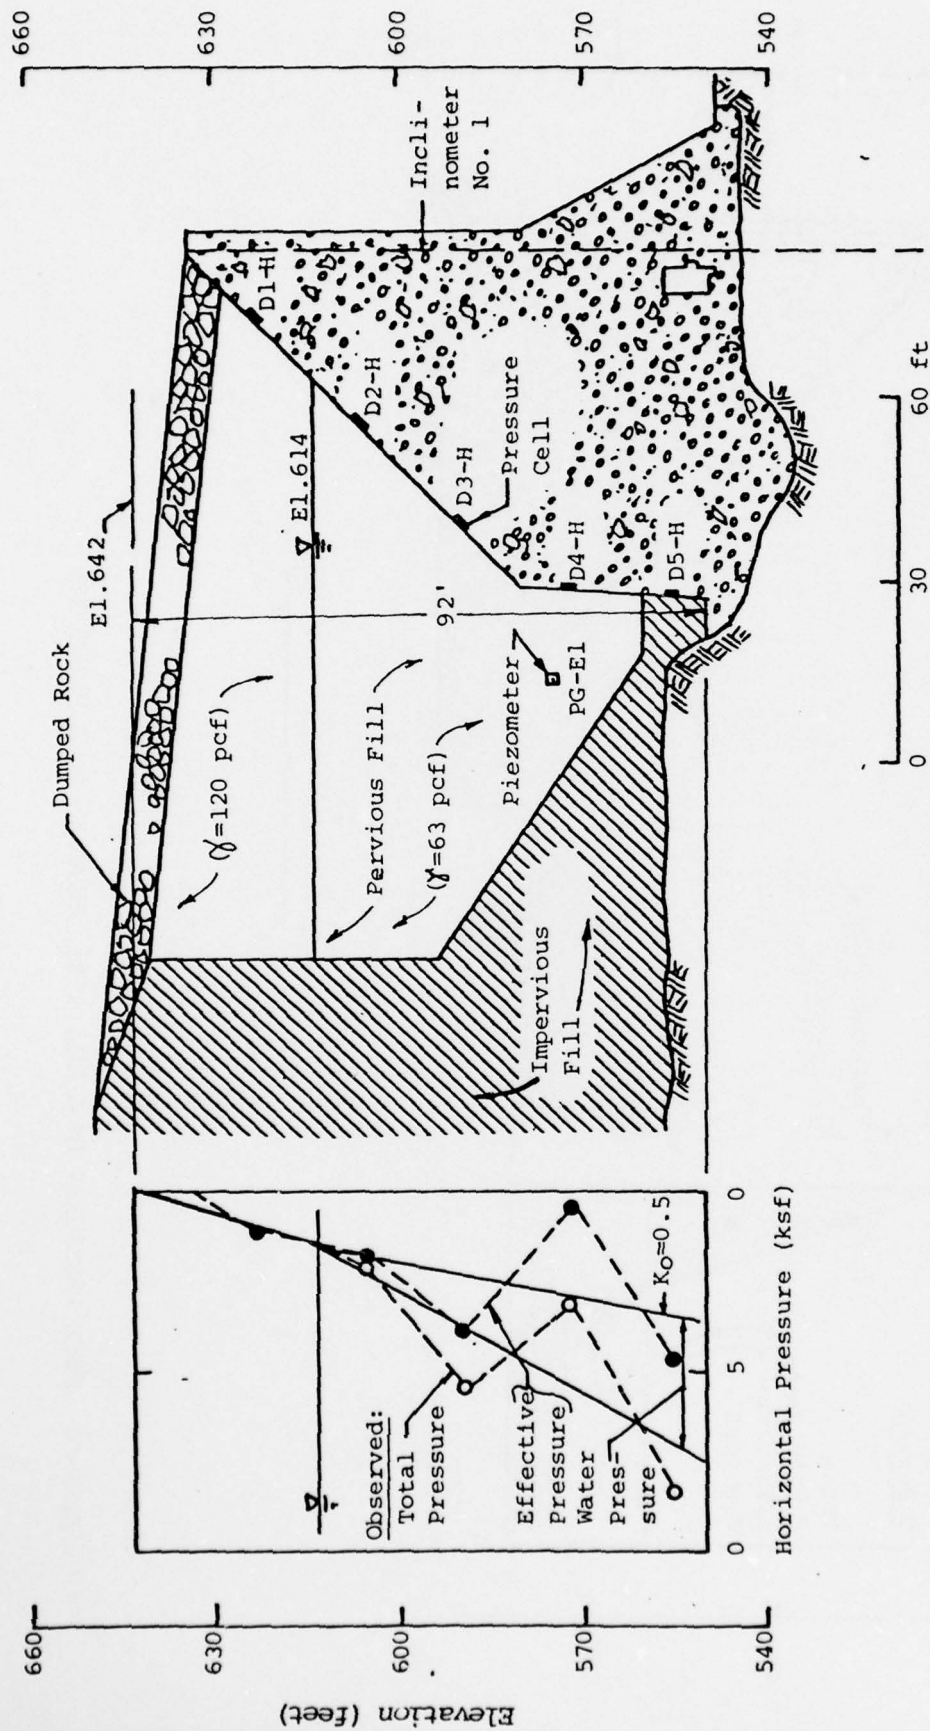 Elevation (feet)
660
630
600
570
540
0
5
0
Horizontal Pressure (ksf)
Observed:
Total
Pressure
Effective
Pressure
Water
Pres-
sure
K₀≈0.5
Dumped Rock
El.642
(γ=120 pcf)
El.614
Pervious Fill
(γ=63 pcf)
92'
Piezometer
PG-El
Impervious
Fill
D1-H
D2-H
D3-H
Pressure
Cell
D4-H
D5-H
Incli-
nometer
No. 1
660
630
600
570
540
0
30
60 ft